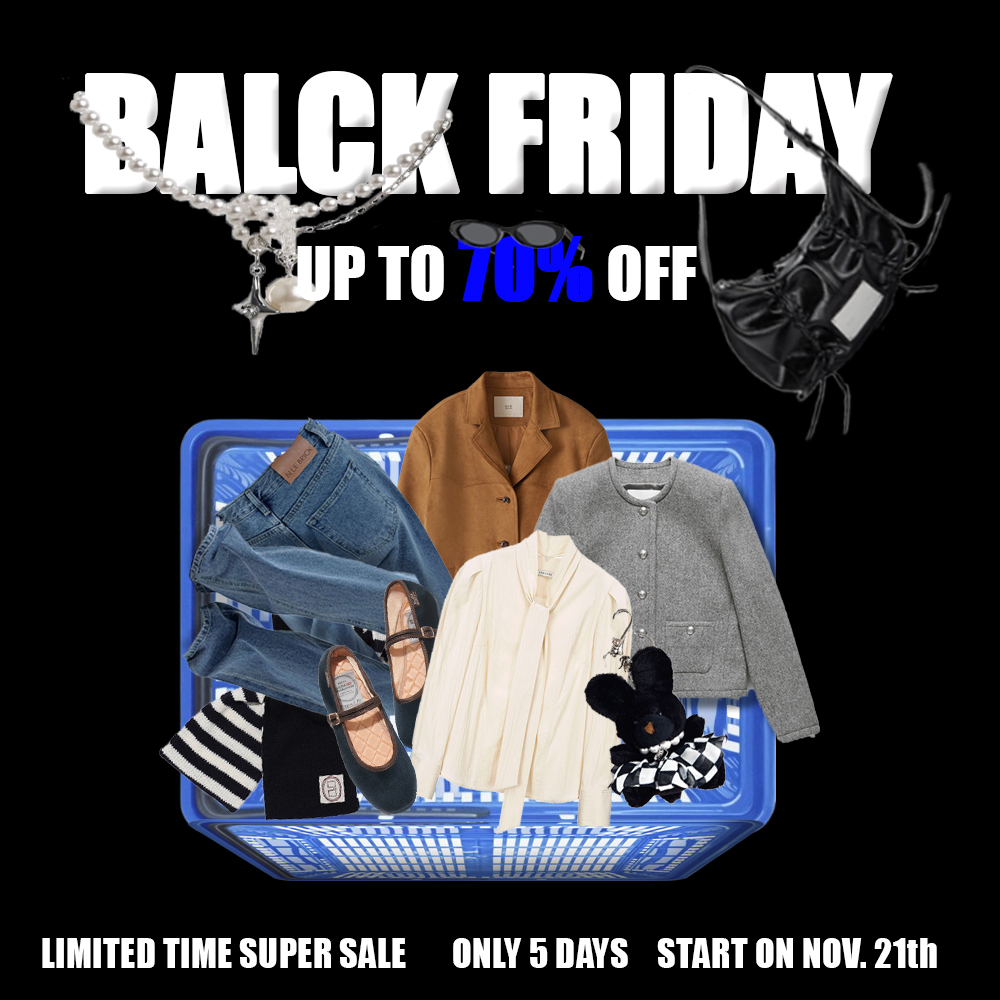 BALCK FRIDAY
UP TO 70% OFF
LIMITED TIME SUPER SALE ONLY 5 DAYS START ON NOV. 21th